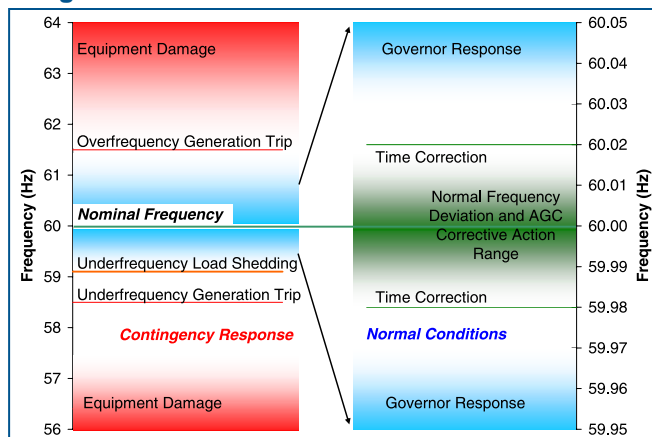 64
63
62
61
60
59
58
57
56
Frequency (Hz)
Equipment Damage
Overfrequency Generation Trip
Nominal Frequency
Underfrequency Load Shedding
Underfrequency Generation Trip
Contingency Response
Equipment Damage
Governor Response
Time Correction
Normal Frequency
Deviation and AGC
Corrective Action
Range
Time Correction
Normal Conditions
Governor Response
60.05
60.04
60.03
60.02
60.01
60.00
59.99
59.98
59.97
59.96
59.95
Frequency (Hz)